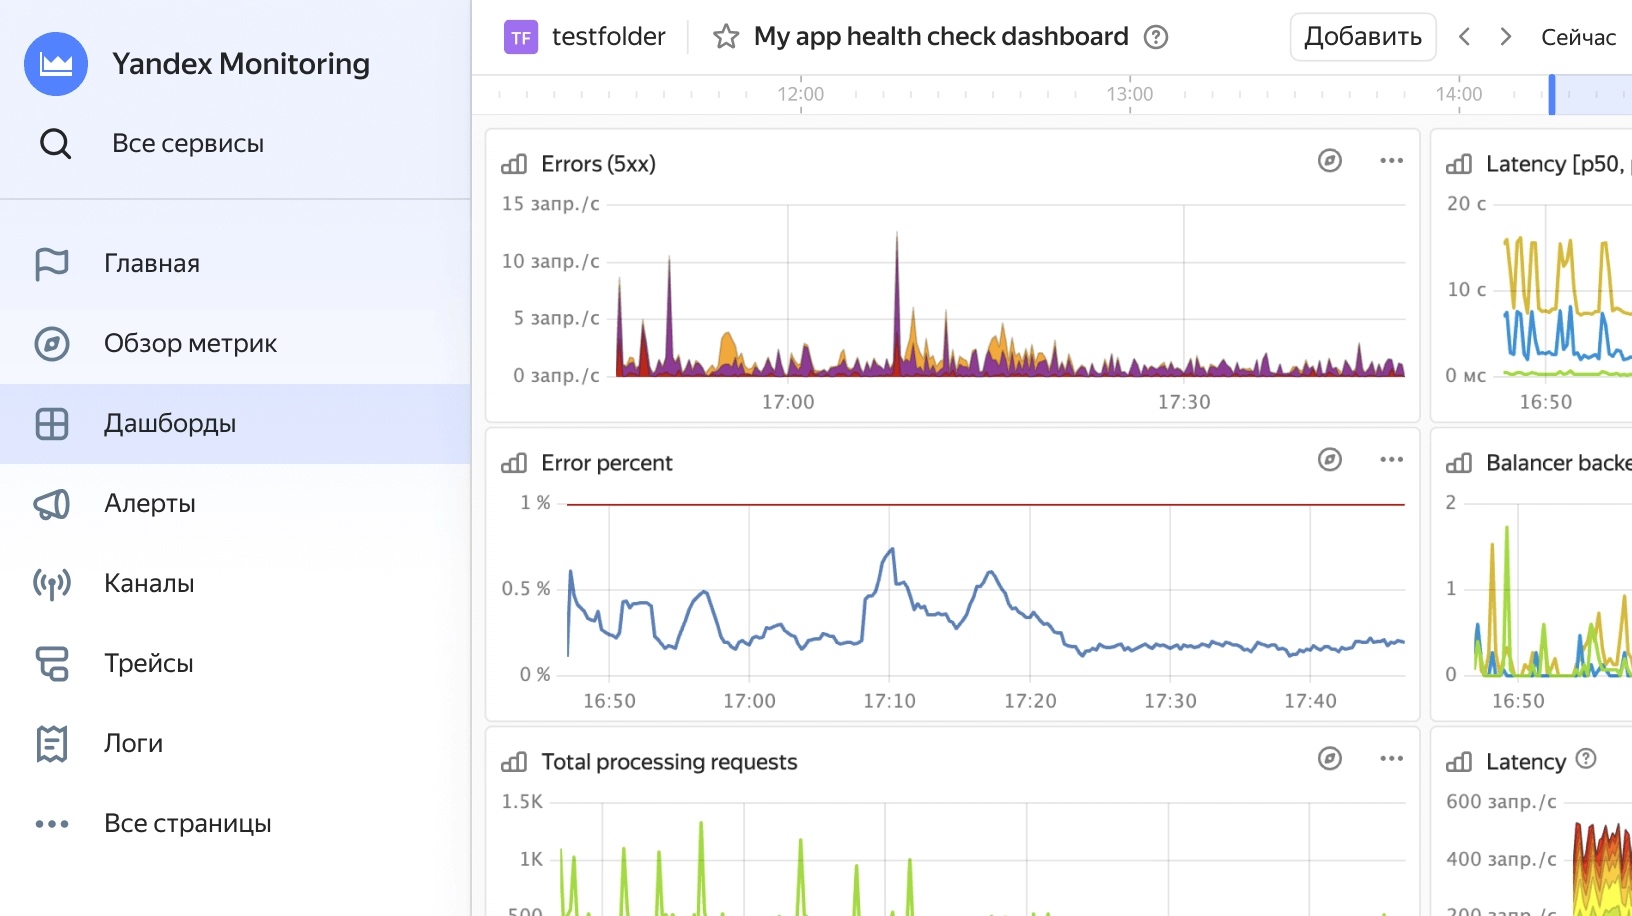 Yandex Monitoring
Все сервисы
Главная
Обзор метрик
Дашборды
Алерты
Каналы
Трейсы
Логи
Все страницы
TF testfolder My app health check dashboard ? Добавить Сейчас
12:00 13:00 14:00
Errors (5xx)
15 запр./с
10 запр./с
5 запр./с
0 запр./с
17:00 17:30
Latency [p50,
20 с
10 с
0 мс
16:50
Error percent
1 %
0.5 %
0 %
16:50 17:00 17:10 17:20 17:30 17:40
Balancer backe
2
1
0
16:50
Total processing requests
1.5K
1K
500
Latency ?
600 запр./с
400 запр./с
200 запр./с